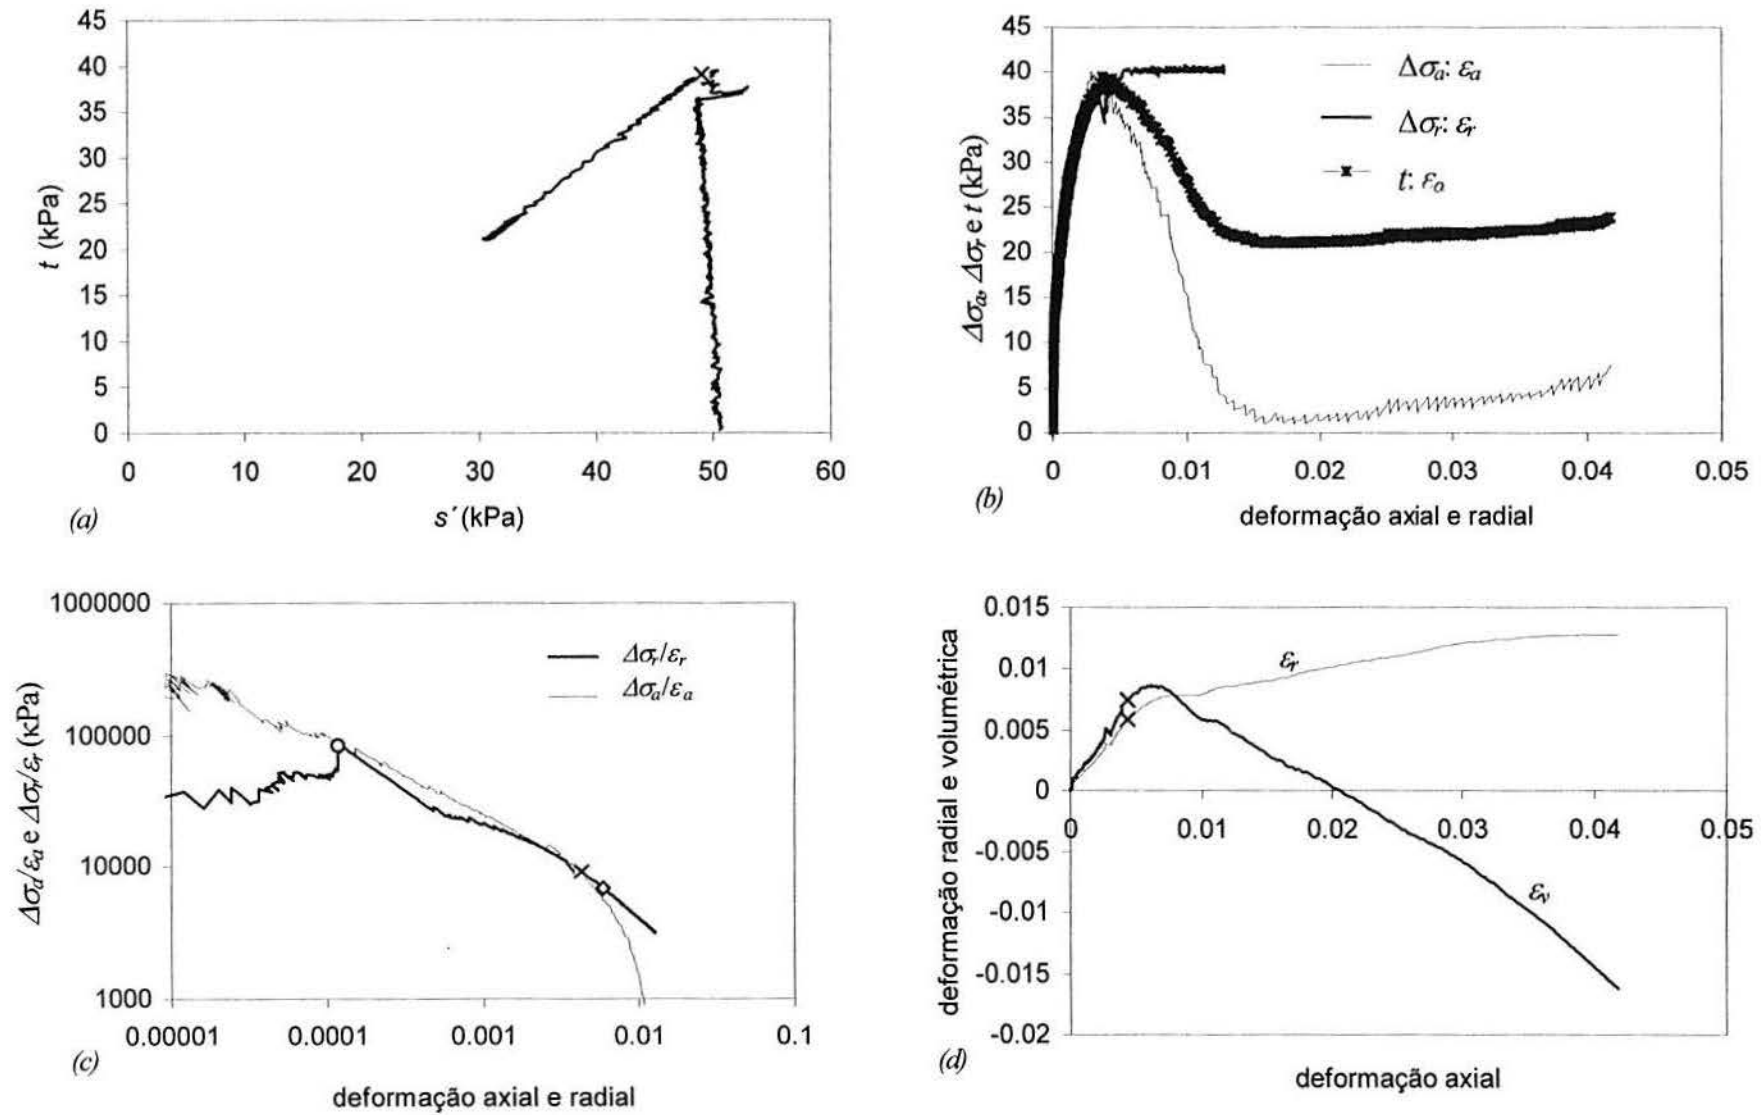 45
40
35
30
25
20
15
10
5
0
t (kPa)
0 10 20 30 40 50 60
s´ (kPa)
(a)
45
40
35
30
25
20
15
10
5
0
Δσa, Δσr e t (kPa)
Δσa: εa
Δσr: εr
t: εa
0 0.01 0.02 0.03 0.04 0.05
deformação axial e radial
(b)
1000000
100000
10000
1000
Δσa/εa e Δσr/εr (kPa)
Δσr/εr
Δσa/εa
0.00001 0.0001 0.001 0.01 0.1
deformação axial e radial
(c)
0.015
0.01
0.005
0
-0.005
-0.01
-0.015
-0.02
deformação radial e volumétrica
εr
εv
0 0.01 0.02 0.03 0.04 0.05
deformação axial
(d)